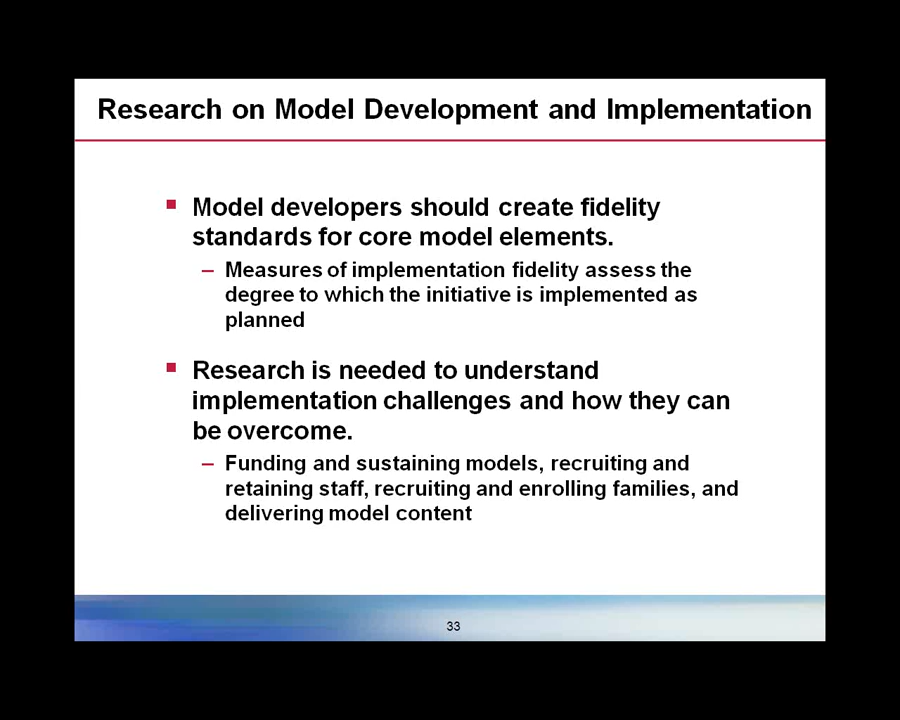 Research on Model Development and Implementation
Model developers should create fidelity
standards for core model elements.
– Measures of implementation fidelity assess the
degree to which the initiative is implemented as
planned
Research is needed to understand
implementation challenges and how they can
be overcome.
– Funding and sustaining models, recruiting and
retaining staff, recruiting and enrolling families, and
delivering model content
33